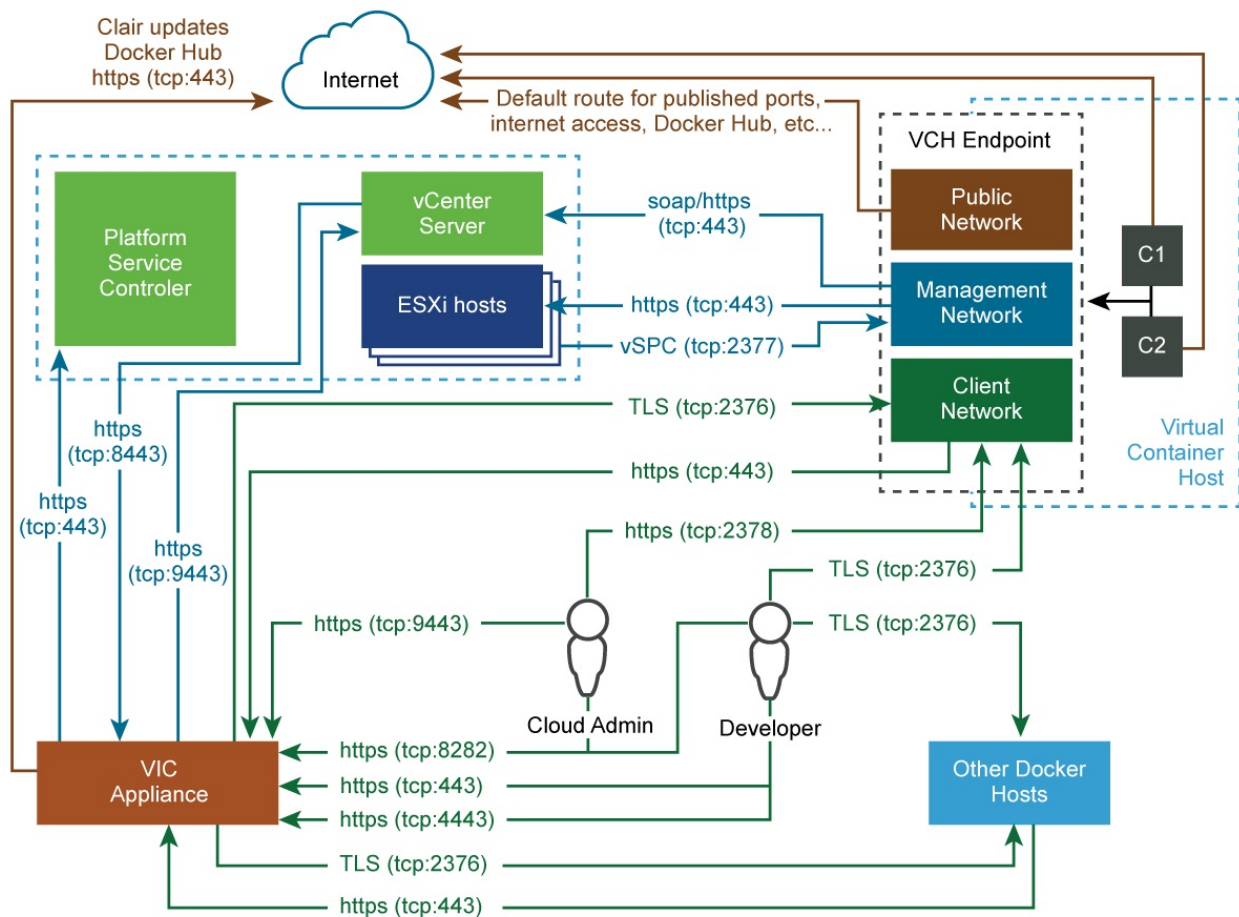 Clair updates
Docker Hub
https (tcp:443)
Internet
Default route for published ports,
internet access, Docker Hub, etc...
VCH Endpoint
Public
Network
Platform
Service
Controler
vCenter
Server
soap/https
(tcp:443)
C1
ESXi hosts
https (tcp:443)
Management
Network
vSPC (tcp:2377)
C2
Client
Network
TLS (tcp:2376)
Virtual
Container
Host
https
(tcp:8443)
https (tcp:443)
https
(tcp:443)
https (tcp:2378)
https
(tcp:9443)
TLS (tcp:2376)
https (tcp:9443)
TLS (tcp:2376)
Cloud Admin
Developer
https (tcp:8282)
VIC
Appliance
https (tcp:443)
Other Docker
Hosts
https (tcp:4443)
TLS (tcp:2376)
https (tcp:443)